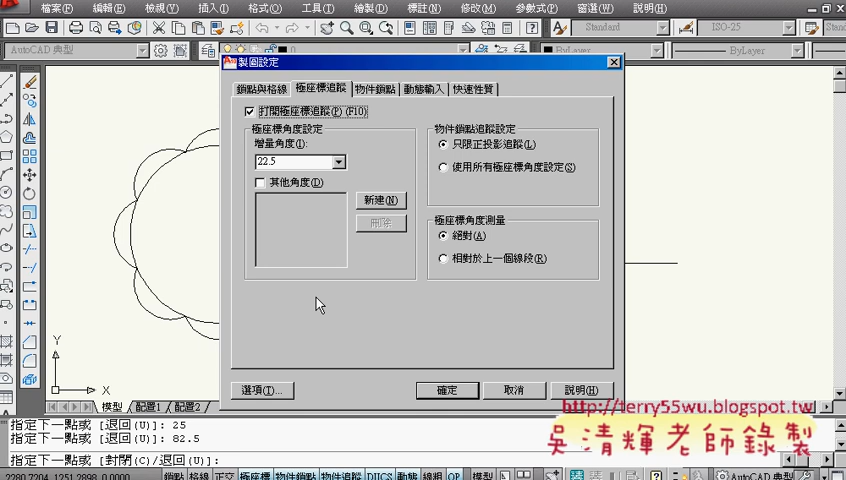 檔案(F) 編輯(E) 檢視(V) 插入(I) 格式(O) 工具(T) 繪製(D) 標註(N) 修改(M) 參數式(P) 視窗(W) 說明(H)
Standard ISO-25 Standard
AutoCAD 典型 0 ByLayer ByLayer
製圖設定
鎖點與格線 極座標追蹤 物件鎖點 動態輸入 快速性質
打開極座標追蹤(P) (F10)
極座標角度設定
增量角度(I):
22.5
其他角度(D)
新建(N)
刪除
物件鎖點追蹤設定
只限正投影追蹤(L)
使用所有極座標角度設定(S)
極座標角度測量
絕對(A)
相對於上一個線段(R)
選項(T)... 確定 取消 說明(H)
Y
X
模型 配置1 配置2
http://terry55wu.blogspot.tw
吳清輝老師錄製
指定下一點或 [退回(U)]: 25
指定下一點或 [退回(U)]: 82.5
指定下一點或 [封閉(C)/退回(U)]:
2280.7204, 1251.2898, 0.0000 鎖點 格線 正交 極座標 物件鎖點 物件追蹤 DUCS 動態 線粗 QP 模型 AutoCAD 典型